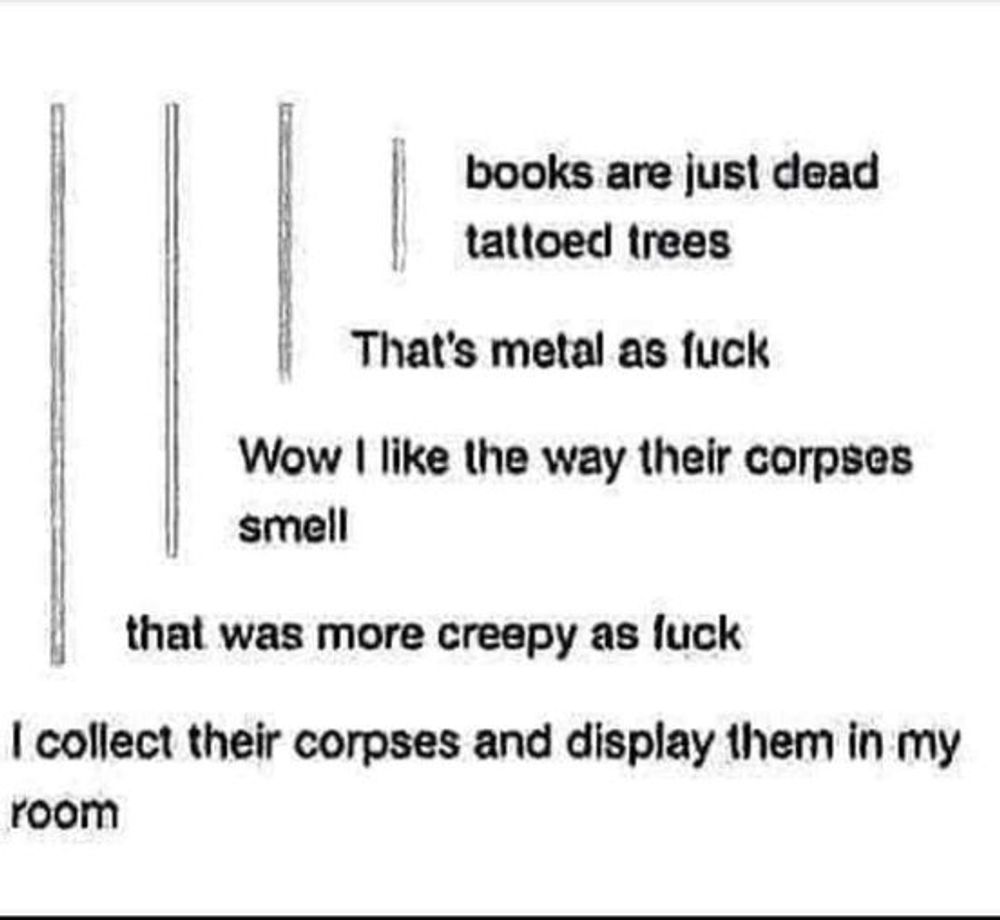 books are just dead
tattoed trees
That's metal as fuck
Wow I like the way their corpses
smell
that was more creepy as fuck
I collect their corpses and display them in my
room